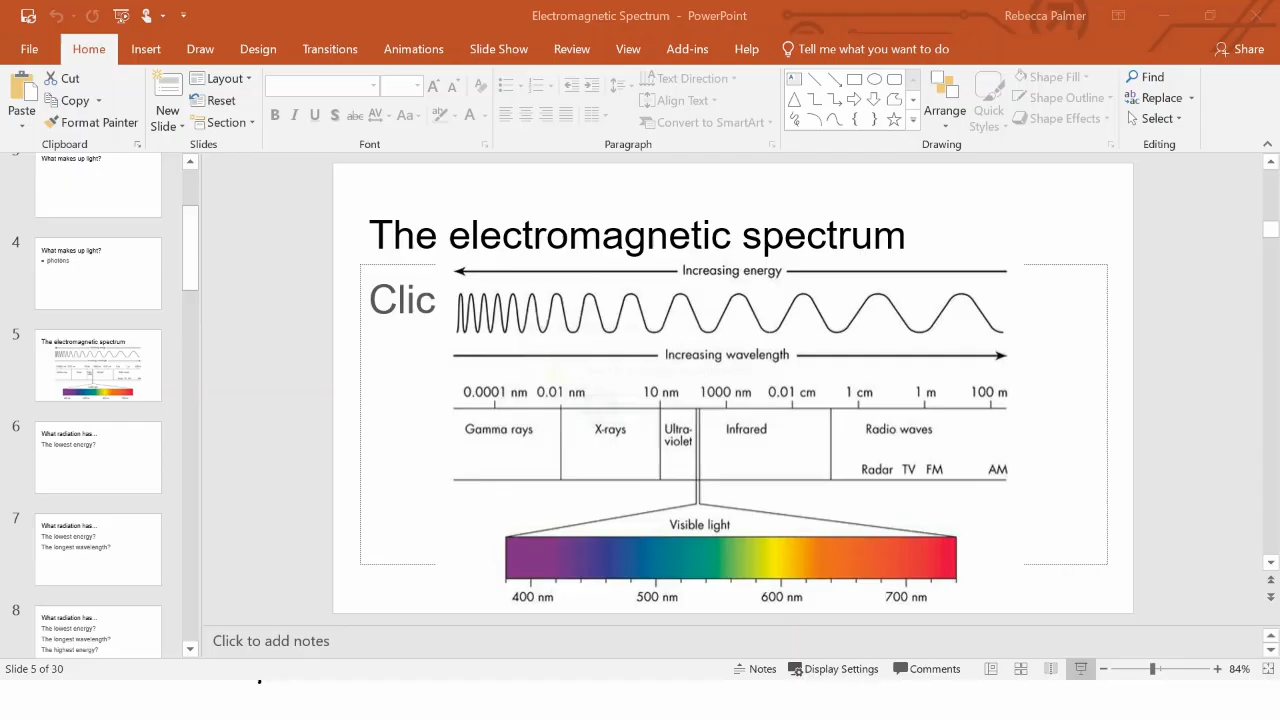 Electromagnetic Spectrum - PowerPoint
Rebecca Palmer
File Home Insert Draw Design Transitions Animations Slide Show Review View Add-ins Help Tell me what you want to do Share
Paste
Cut
Copy
Format Painter
Clipboard
New Slide
Layout
Reset
Section
Slides
B I U S abc AV Aa A
Font
Text Direction
Align Text
Convert to SmartArt
Paragraph
Arrange
Quick Styles
Shape Fill
Shape Outline
Shape Effects
Drawing
Find
Replace
Select
Editing
What makes up light?
4
What makes up light?
• photons
5
The electromagnetic spectrum
6
What radiation has...
The lowest energy?
7
What radiation has...
The lowest energy?
The longest wavelength?
8
What radiation has...
The lowest energy?
The longest wavelength?
The highest energy?
The electromagnetic spectrum
Clic
Increasing energy
Increasing wavelength
0.0001 nm 0.01 nm 10 nm 1000 nm 0.01 cm 1 cm 1 m 100 m
Gamma rays X-rays Ultra-violet Infrared Radio waves
Radar TV FM AM
Visible light
400 nm 500 nm 600 nm 700 nm
Click to add notes
Slide 5 of 30
Notes Display Settings Comments 84%